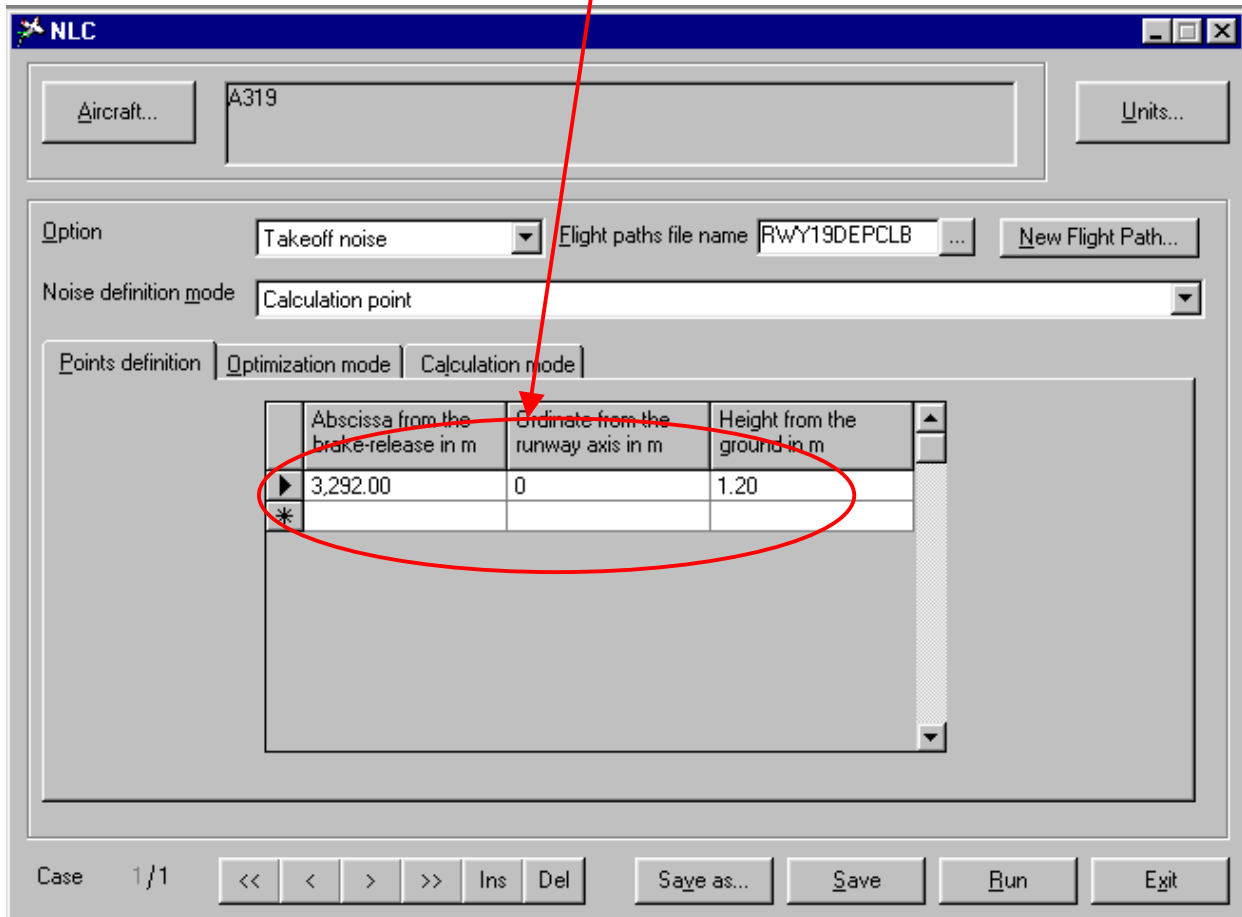 NLC
Aircraft...
A319
Units...
Option
Takeoff noise
Flight paths file name
RWY19DEPCLB
...
New Flight Path...
Noise definition mode
Calculation point
Points definition
Optimization mode
Calculation mode
Abscissa from the
brake-release in m
Ordinate from the
runway axis in m
Height from the
ground in m
3,292.00
0
1.20
Case 1/1
<<
<
>
>>
Ins
Del
Save as...
Save
Run
Exit